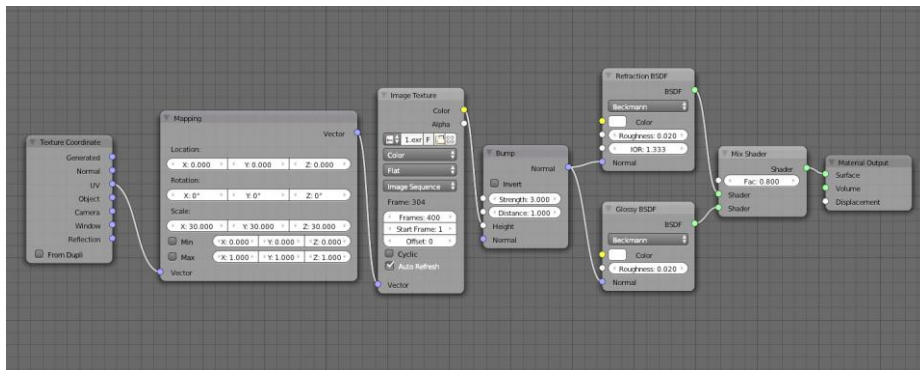 Texture Coordinate
Generated
Normal
UV
Object
Camera
Window
Reflection
From Dupli
Mapping
Vector
Location:
X: 0.000 Y: 0.000 Z: 0.000
Rotation:
X: 0° Y: 0° Z: 0°
Scale:
X: 30.000 Y: 30.000 Z: 30.000
Min X: 0.000 Y: 0.000 Z: 0.000
Max X: 1.000 Y: 1.000 Z: 1.000
Vector
Image Texture
Color
Alpha
1.exr F
Color
Flat
Image Sequence
Frame: 304
Frames: 400
Start Frame: 1
Offset: 0
Cyclic
Auto Refresh
Vector
Bump
Normal
Invert
Strength: 3.000
Distance: 1.000
Height
Normal
Refraction BSDF
BSDF
Beckmann
Color
Roughness: 0.020
IOR: 1.333
Normal
Glossy BSDF
BSDF
Beckmann
Color
Roughness: 0.020
Normal
Mix Shader
Shader
Fac: 0.800
Shader
Shader
Material Output
Surface
Volume
Displacement